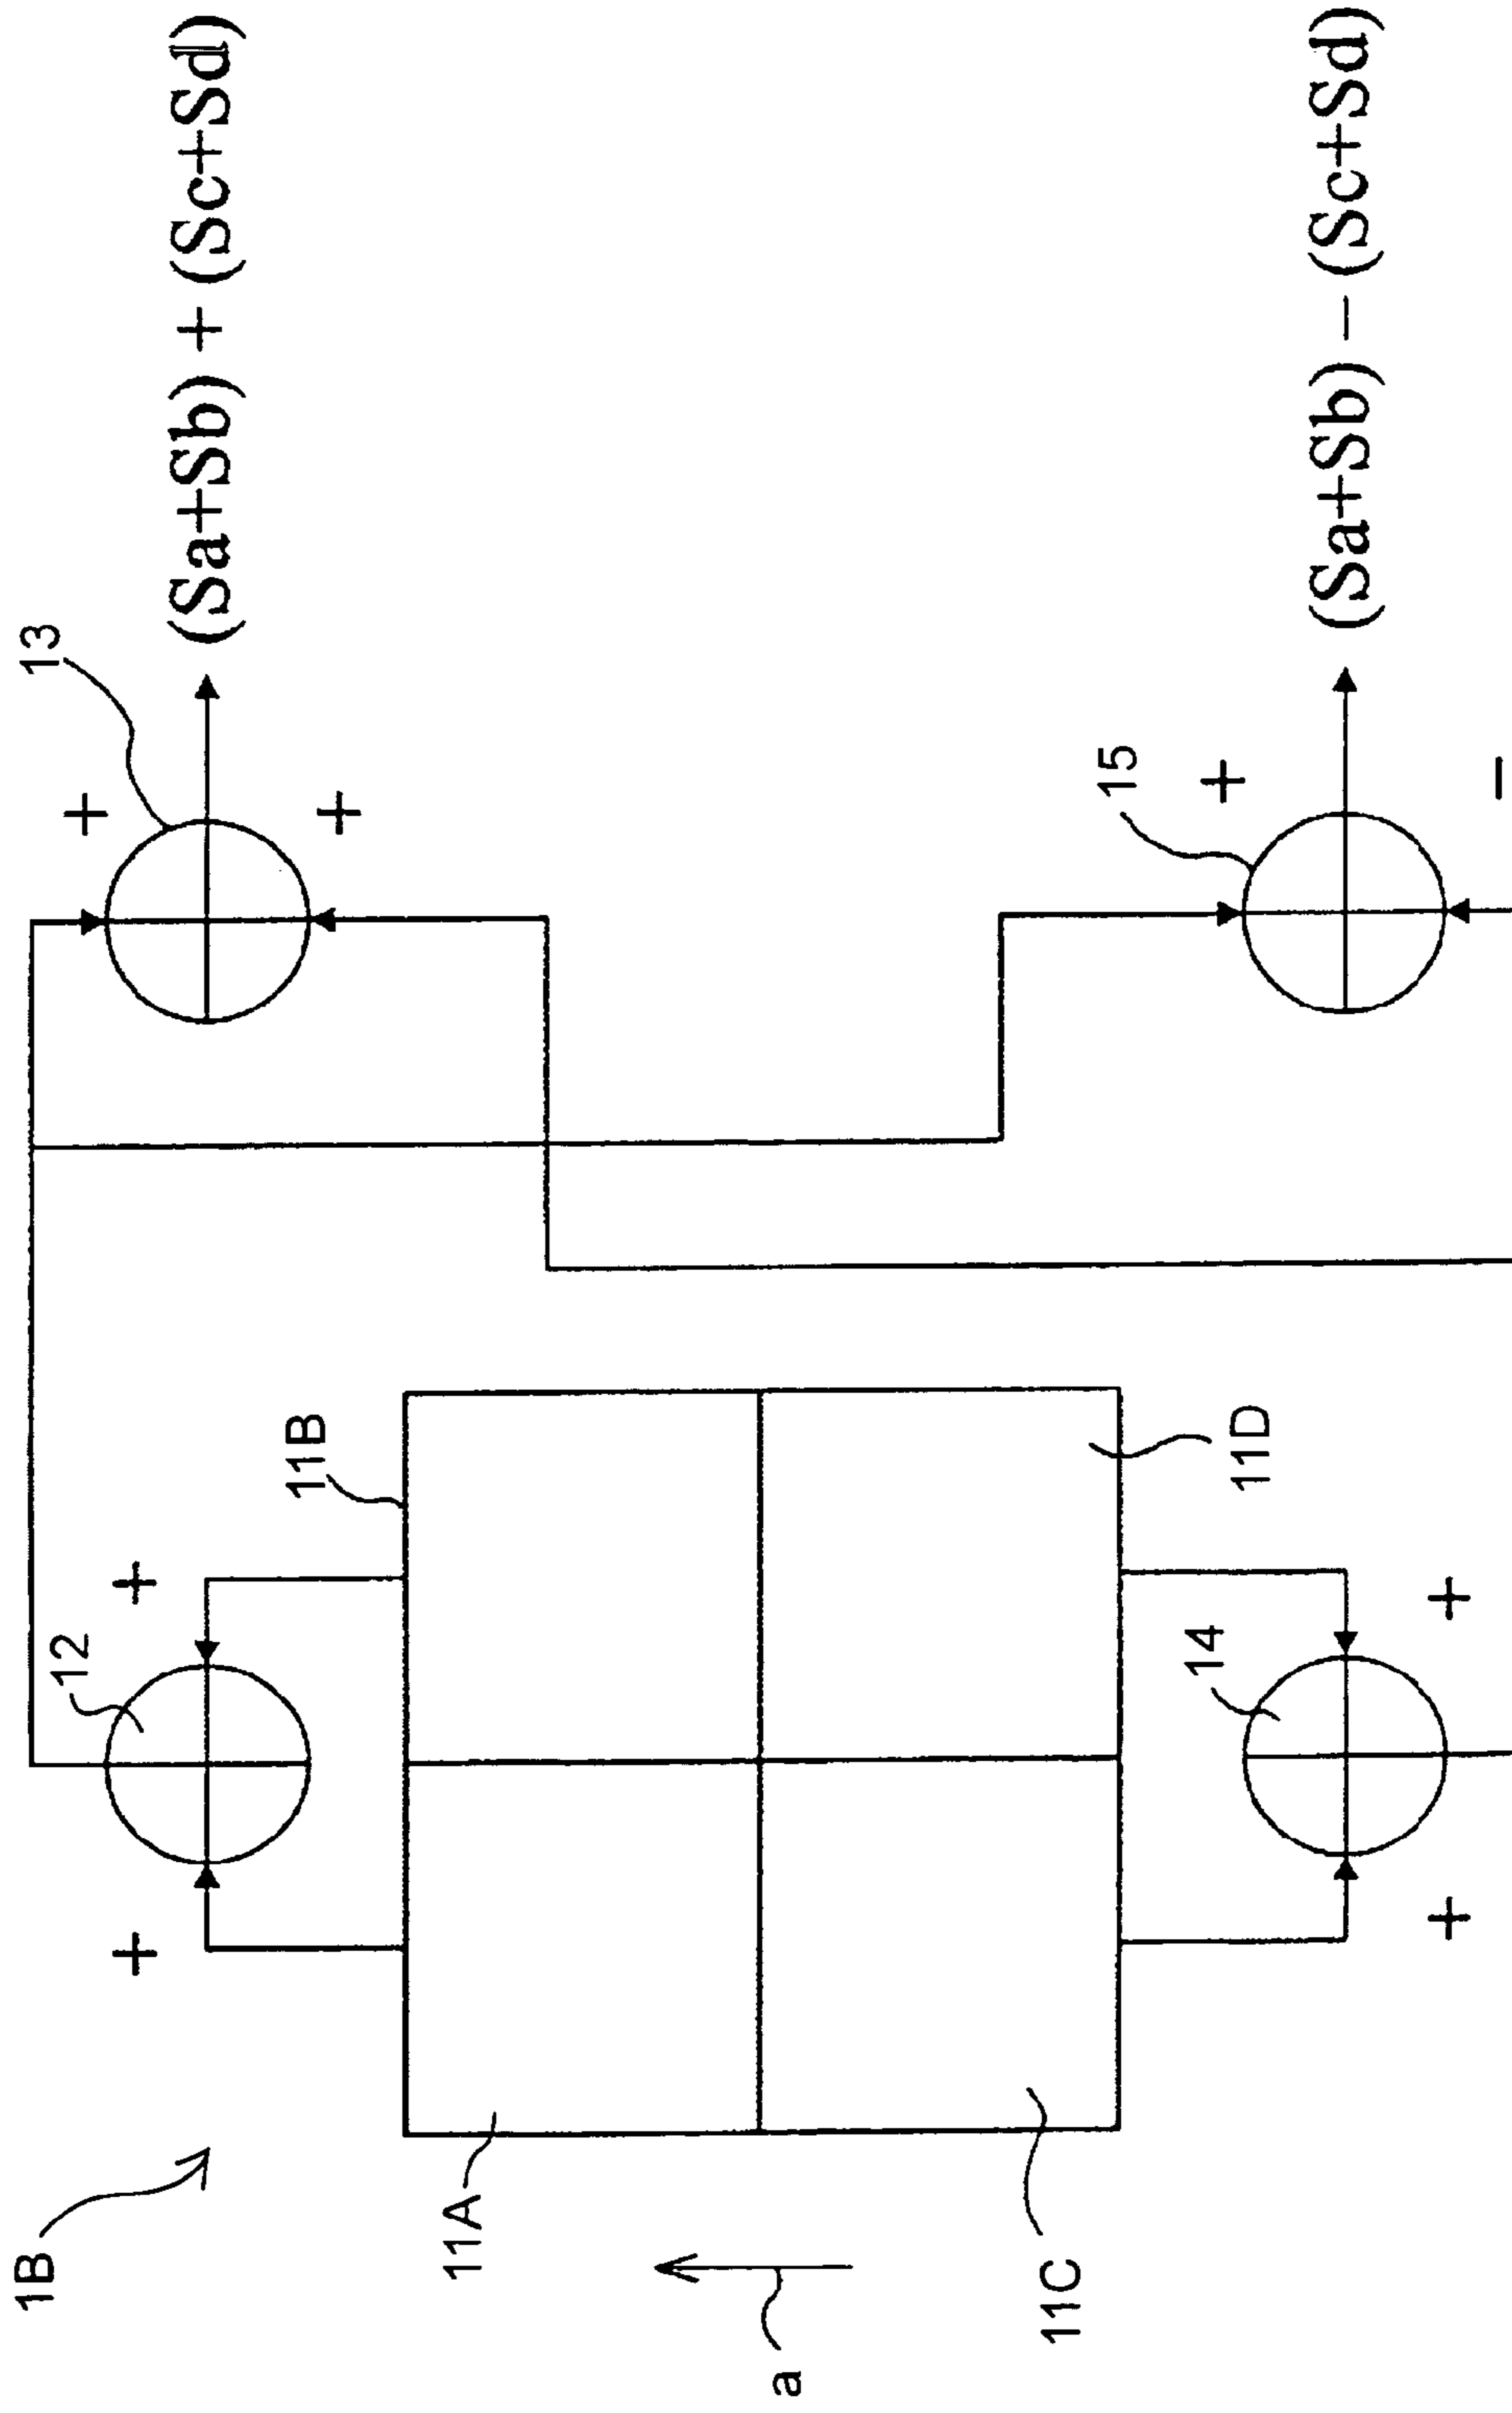 1B
13
12
+
+
+
(Sa+Sb) + (Sc+Sd)
11B
+
11A
a
11C
15
14
+
11D
(Sa+Sb) − (Sc+Sd)
+
+
−